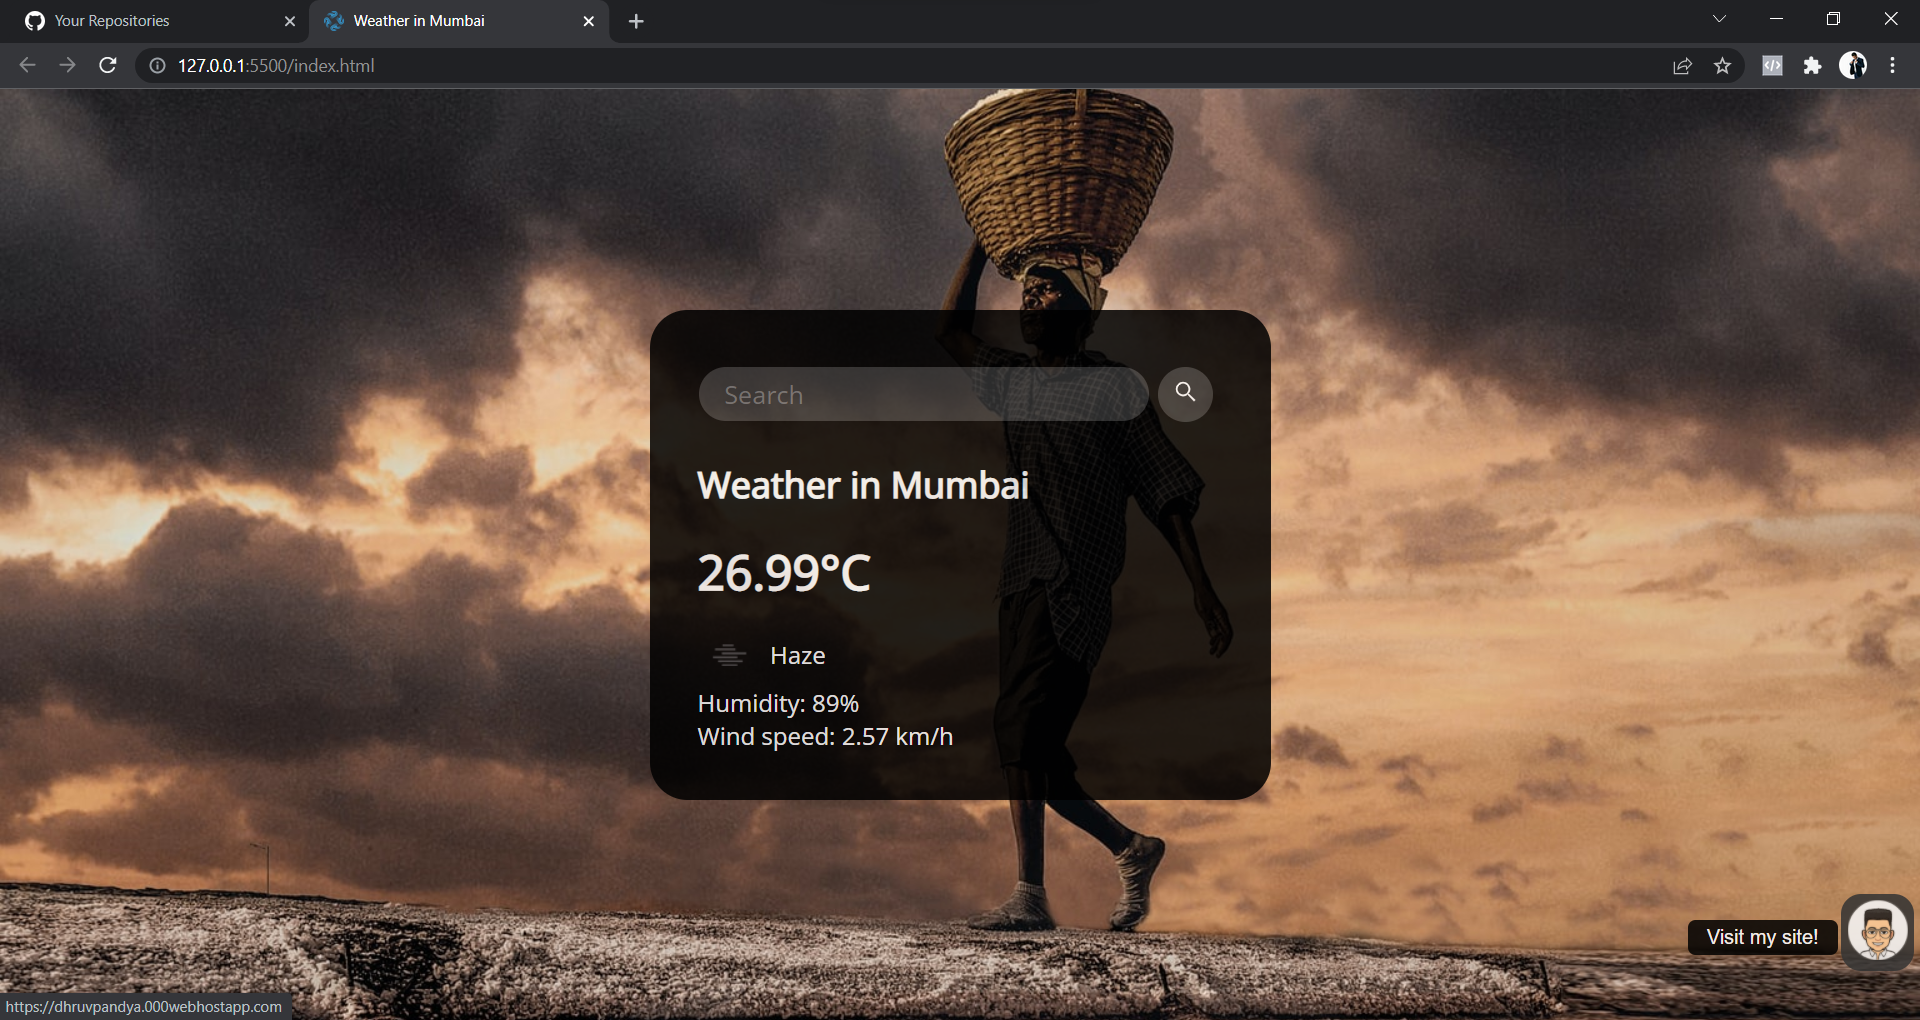 Your Repositories
Weather in Mumbai
127.0.0.1:5500/index.html
Search
Weather in Mumbai
26.99°C
Haze
Humidity: 89%
Wind speed: 2.57 km/h
Visit my site!
https://dhruvpandya.000webhostapp.com